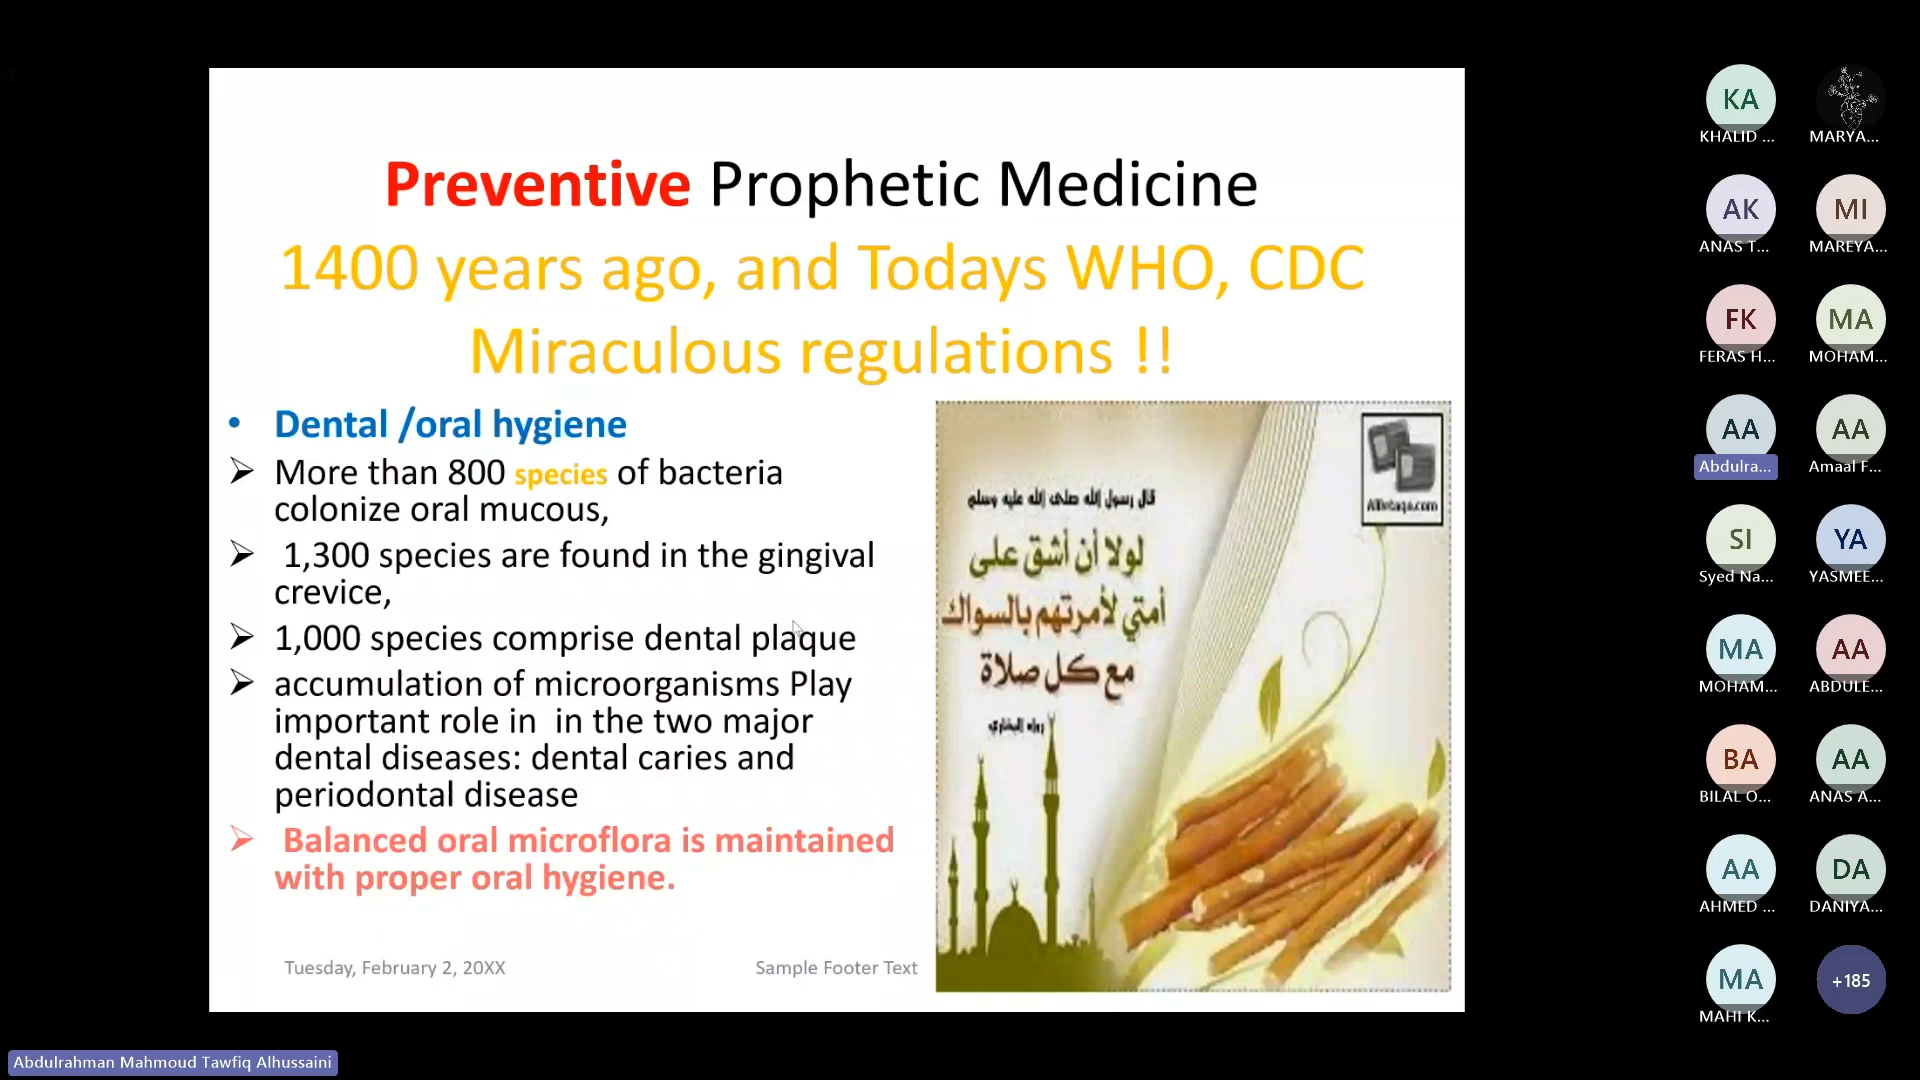 Preventive Prophetic Medicine
1400 years ago, and Todays WHO, CDC
Miraculous regulations !!
• Dental /oral hygiene
➢ More than 800 species of bacteria
colonize oral mucous,
➢ 1,300 species are found in the gingival
crevice,
➢ 1,000 species comprise dental plaque
➢ accumulation of microorganisms Play
important role in  in the two major
dental diseases: dental caries and
periodontal disease
➢ Balanced oral microflora is maintained
with proper oral hygiene.
Tuesday, February 2, 20XX
Sample Footer Text
قال رسول الله صلى الله عليه وسلم
لولا أن أشق على
أمتي لأمرتهم بالسواك
مع كل صلاة
رواه البخاري
KA
KHALID ...
MARYA...
AK
ANAS T...
MI
MAREYA...
FK
FERAS H...
MA
MOHAM...
AA
Abdulra...
AA
Amaal F...
SI
Syed Na...
YA
YASMEE...
MA
MOHAM...
AA
ABDULE...
BA
BILAL O...
AA
ANAS A...
AA
AHMED ...
DA
DANIYA...
MA
MAHI K...
+185
Abdulrahman Mahmoud Tawfiq Alhussaini